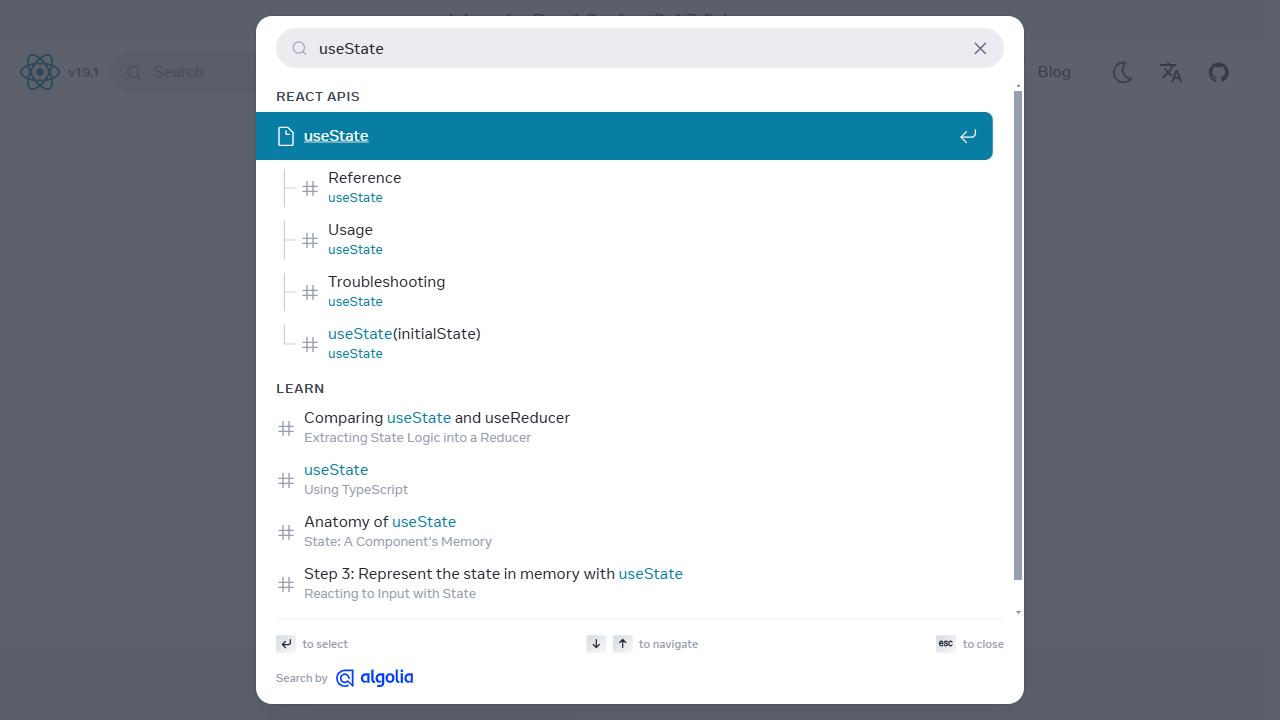 useState
v19.1
Search
Blog
REACT APIS
useState
Reference
useState
Usage
useState
Troubleshooting
useState
useState(initialState)
useState
LEARN
Comparing useState and useReducer
Extracting State Logic into a Reducer
useState
Using TypeScript
Anatomy of useState
State: A Component's Memory
Step 3: Represent the state in memory with useState
Reacting to Input with State
to select
to navigate
esc to close
Search by algolia